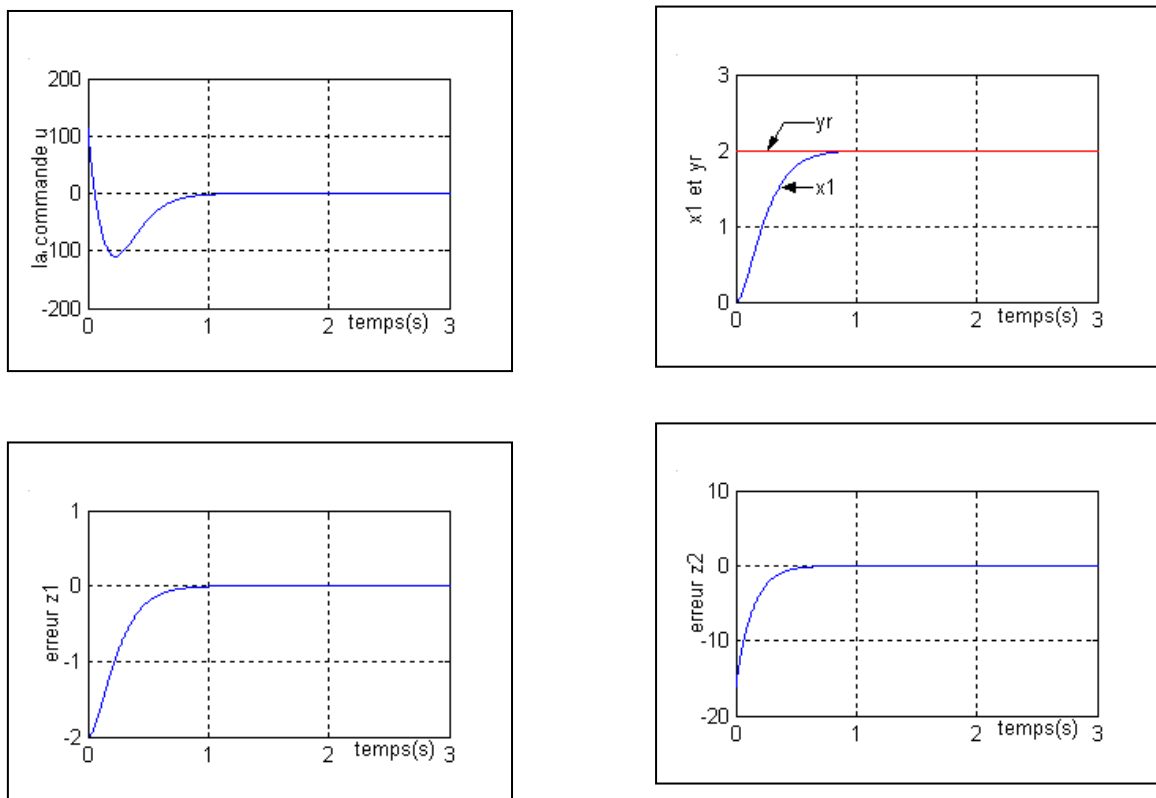 200
100
0
-100
-200
la commande u
0 1 2 3
temps(s)
3
2
1
0
x1 et yr
yr
x1
0 1 2 3
temps(s)
1
0
-1
-2
erreur z1
0 1 2 3
temps(s)
10
0
-10
-20
erreur z2
0 1 2 3
temps(s)